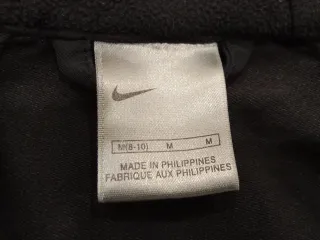 M(8-10) M M
MADE IN PHILIPPINES
FABRIQUE AUX PHILIPPINES